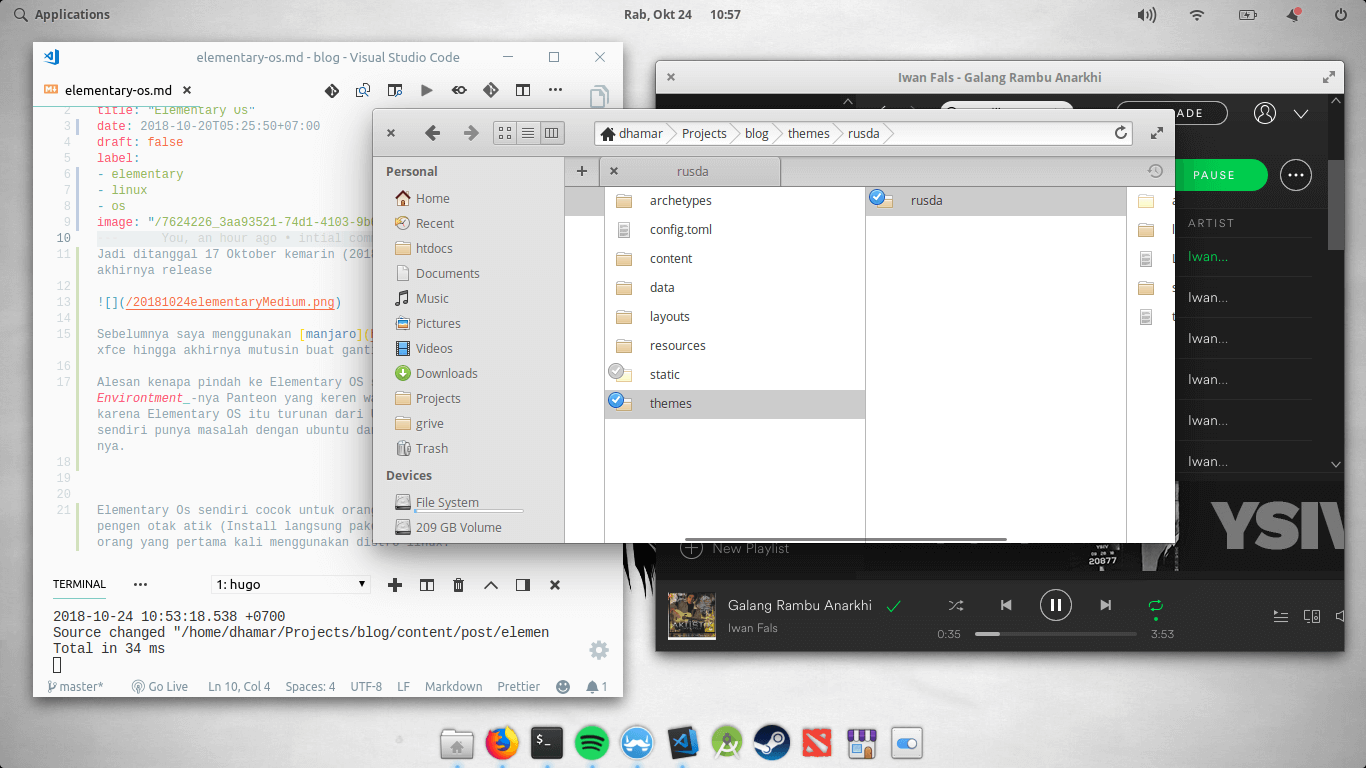 Applications
Rab, Okt 24 10:57
elementary-os.md - blog - Visual Studio Code
elementary-os.md
2 title: "Elementary Os"
3 date: 2018-10-20T05:25:50+07:00
4 draft: false
5 label:
6 - elementary
7 - linux
8 - os
9 image: "/7624226_3aa93521-74d1-4103-9b
10 You, an hour ago • intial com
11 Jadi ditanggal 17 Oktober kemarin (201
akhirnya release
12
13 ![](/20181024elementaryMedium.png)
14
15 Sebelumnya saya menggunakan [manjaro](
xfce hingga akhirnya mutusin buat gant
16
17 Alesan kenapa pindah ke Elementary OS
Environtment_-nya Panteon yang keren
karena Elementary OS itu turunan dari
sendiri punya masalah dengan ubuntu da
nya.
18
19
20
21 Elementary Os sendiri cocok untuk oran
pengen otak atik (Install langsung pak
orang yang pertama kali menggunakan distro linux.
TERMINAL
1: hugo
2018-10-24 10:53:18.538 +0700
Source changed "/home/dhamar/Projects/blog/content/post/elemen
Total in 34 ms
master*
Go Live
Ln 10, Col 4
Spaces: 4
UTF-8
LF
Markdown
Prettier
1
dhamar
Projects
blog
themes
rusda
rusda
Personal
Home
Recent
htdocs
Documents
Music
Pictures
Videos
Downloads
Projects
grive
Trash
Devices
File System
209 GB Volume
archetypes
config.toml
content
data
layouts
resources
static
themes
rusda
Iwan Fals - Galang Rambu Anarkhi
ADE
PAUSE
ARTIST
Iwan...
Iwan...
Iwan...
Iwan...
Iwan...
Iwan...
YSIV
YSIV
20877
New Playlist
Galang Rambu Anarkhi
Iwan Fals
0:35
3:53